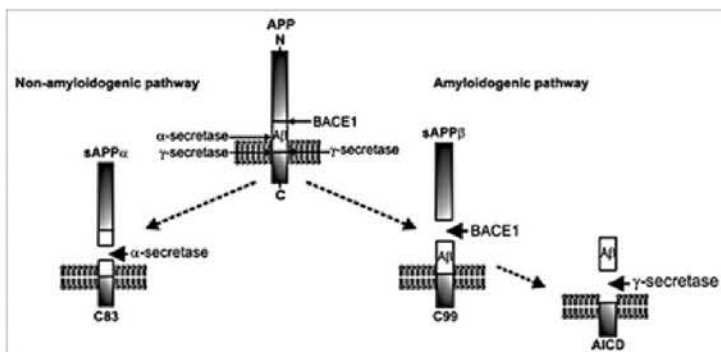 APP
N
Non-amyloidogenic pathway
Amyloidogenic pathway
BACE1
α-secretase
Aβ
sAPPα
γ-secretase
γ-secretase
sAPPβ
C
BACE1
α-secretase
Aβ
Aβ
γ-secretase
C83
C99
AICD